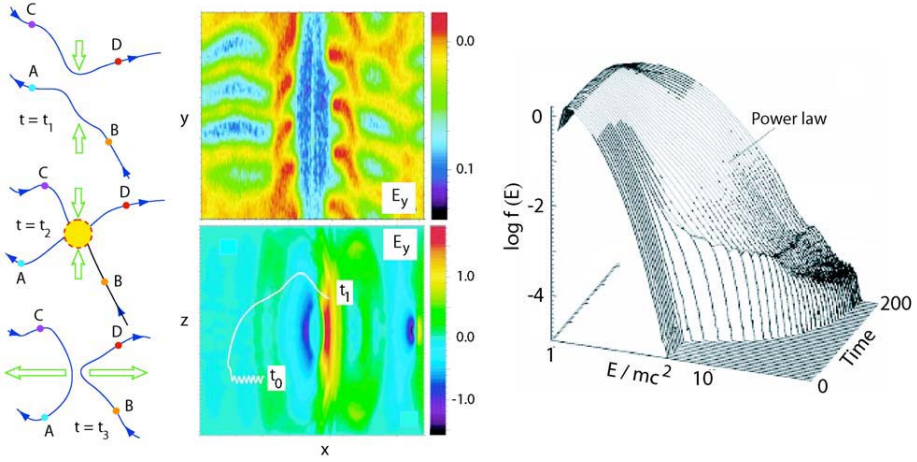 C
D
A
B
t = t1
C
D
t = t2
A
B
C
D
A
B
t = t3
y
Ey
0.0
0.1
z
Ey
t1
t0
x
1.0
0.0
-1.0
log f (E)
0
-2
-4
Power law
1
E / mc2
10
0
Time
200